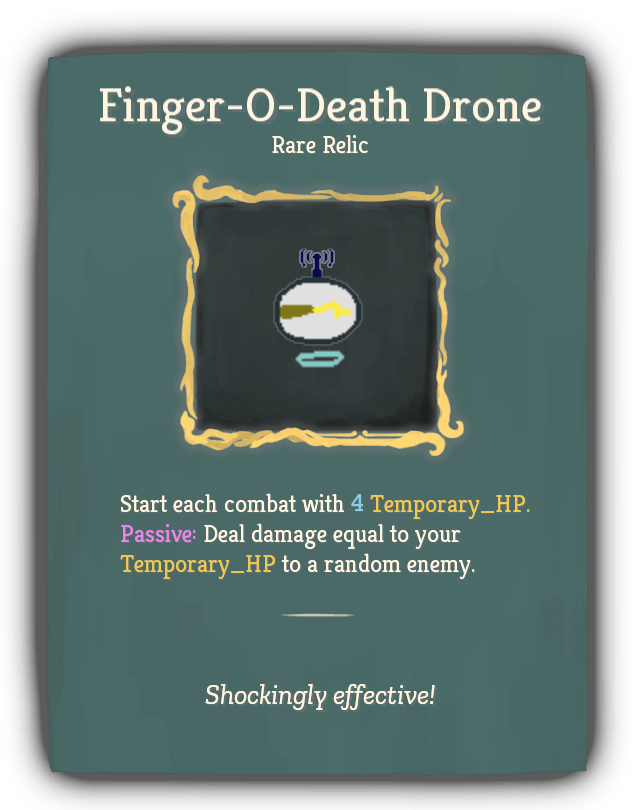 Finger-O-Death Drone
Rare Relic
Start each combat with 4 Temporary_HP.
Passive: Deal damage equal to your
Temporary_HP to a random enemy.
Shockingly effective!